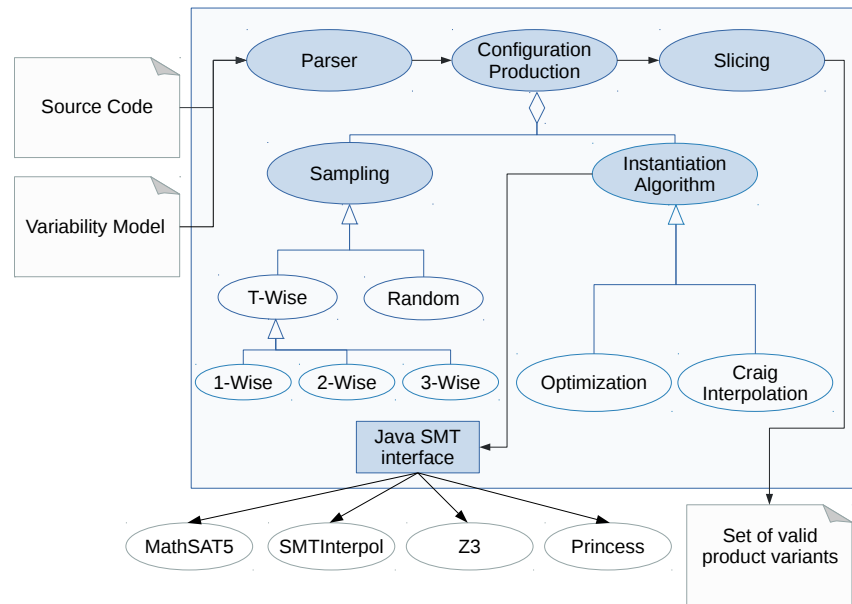 Parser
Configuration
Production
Slicing
Source Code
Sampling
Instantiation
Algorithm
Variability Model
T-Wise
Random
1-Wise
2-Wise
3-Wise
Optimization
Craig
Interpolation
Java SMT
interface
MathSAT5
SMTInterpol
Z3
Princess
Set of valid
product variants